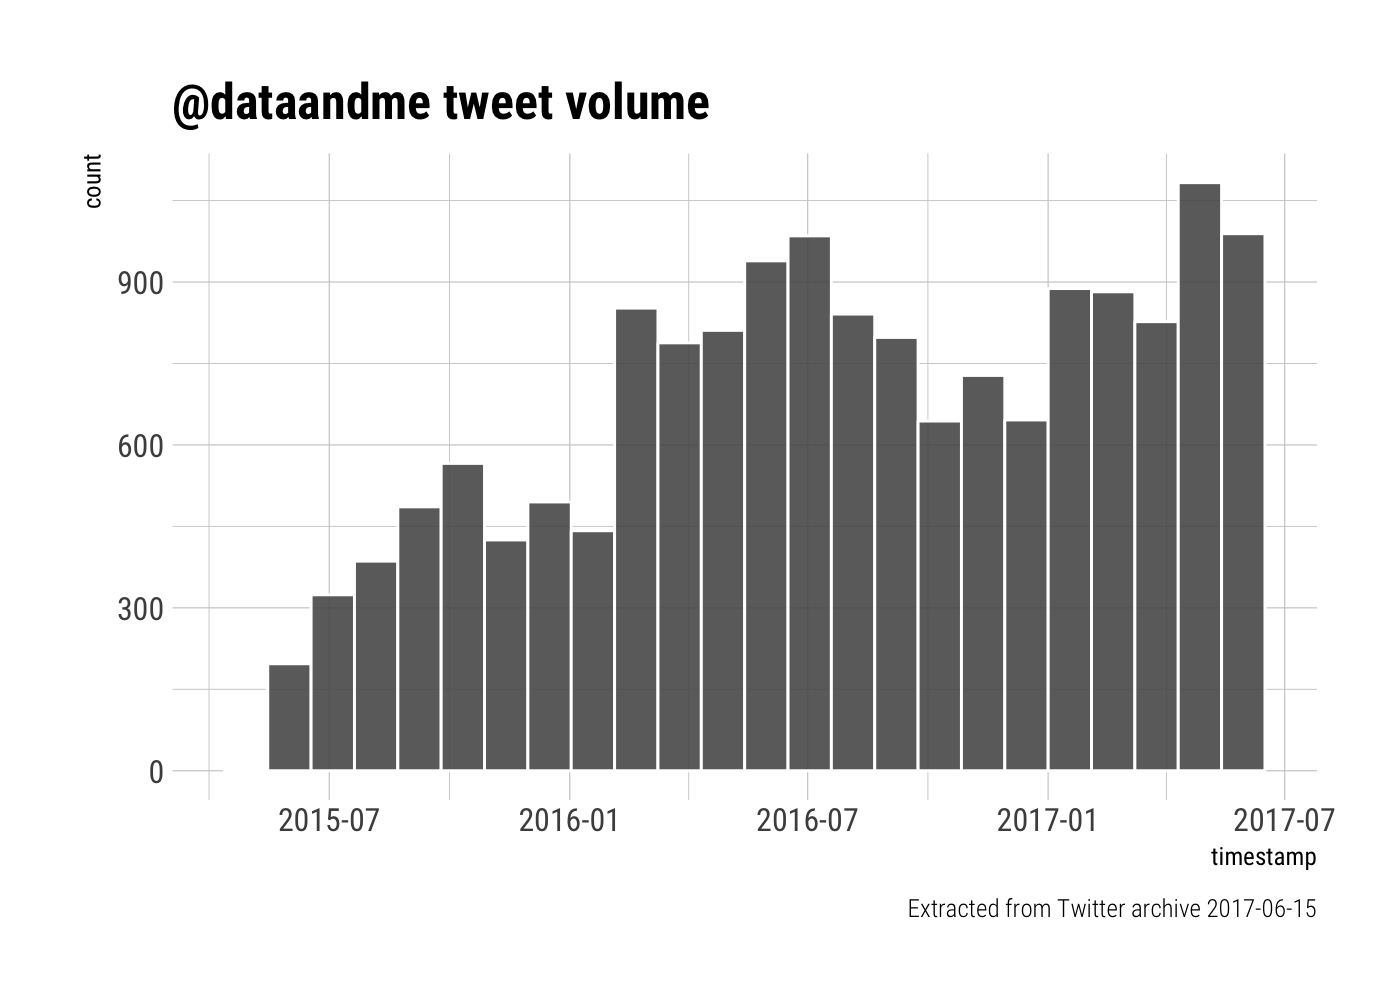 @dataandme tweet volume
count
900
600
300
0
2015-07 2016-01 2016-07 2017-01 2017-07
timestamp
Extracted from Twitter archive 2017-06-15